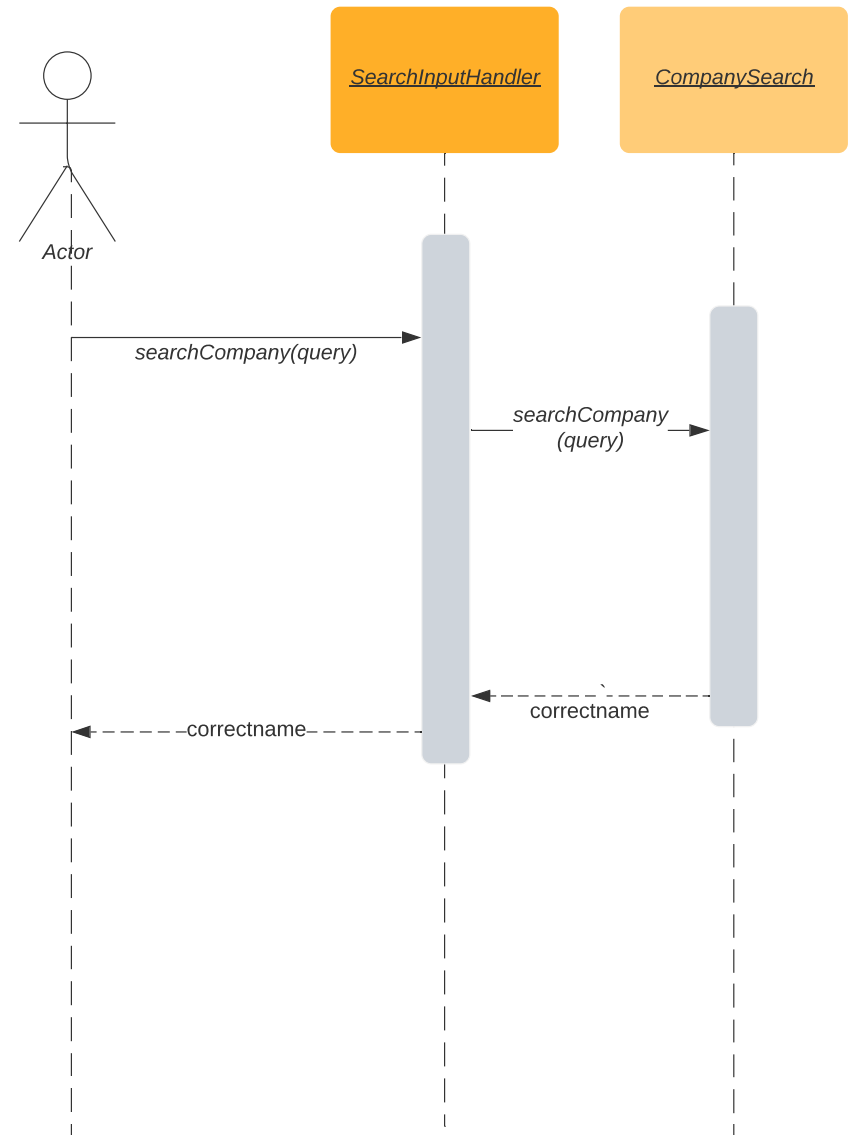 SearchInputHandler
CompanySearch
Actor
searchCompany(query)
searchCompany
(query)
`
correctname
correctname